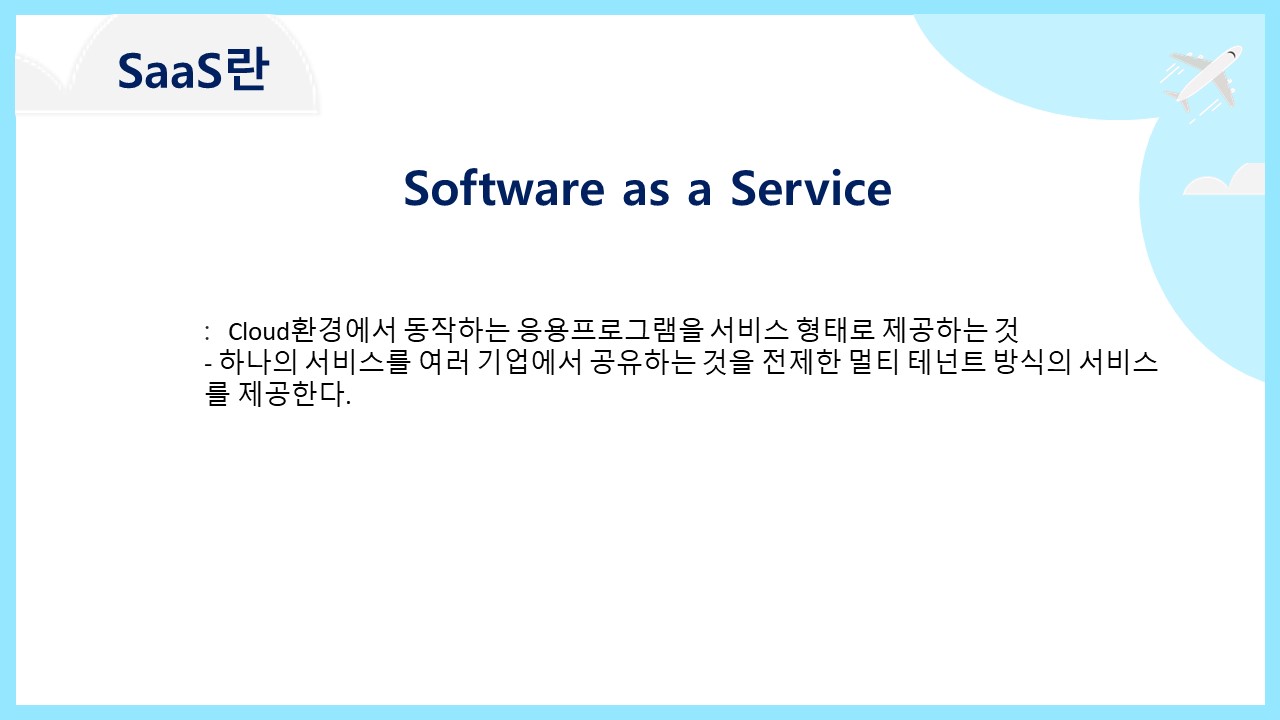 SaaS란
Software as a Service
: Cloud환경에서 동작하는 응용프로그램을 서비스 형태로 제공하는 것
- 하나의 서비스를 여러 기업에서 공유하는 것을 전제한 멀티 테넌트 방식의 서비스
를 제공한다.